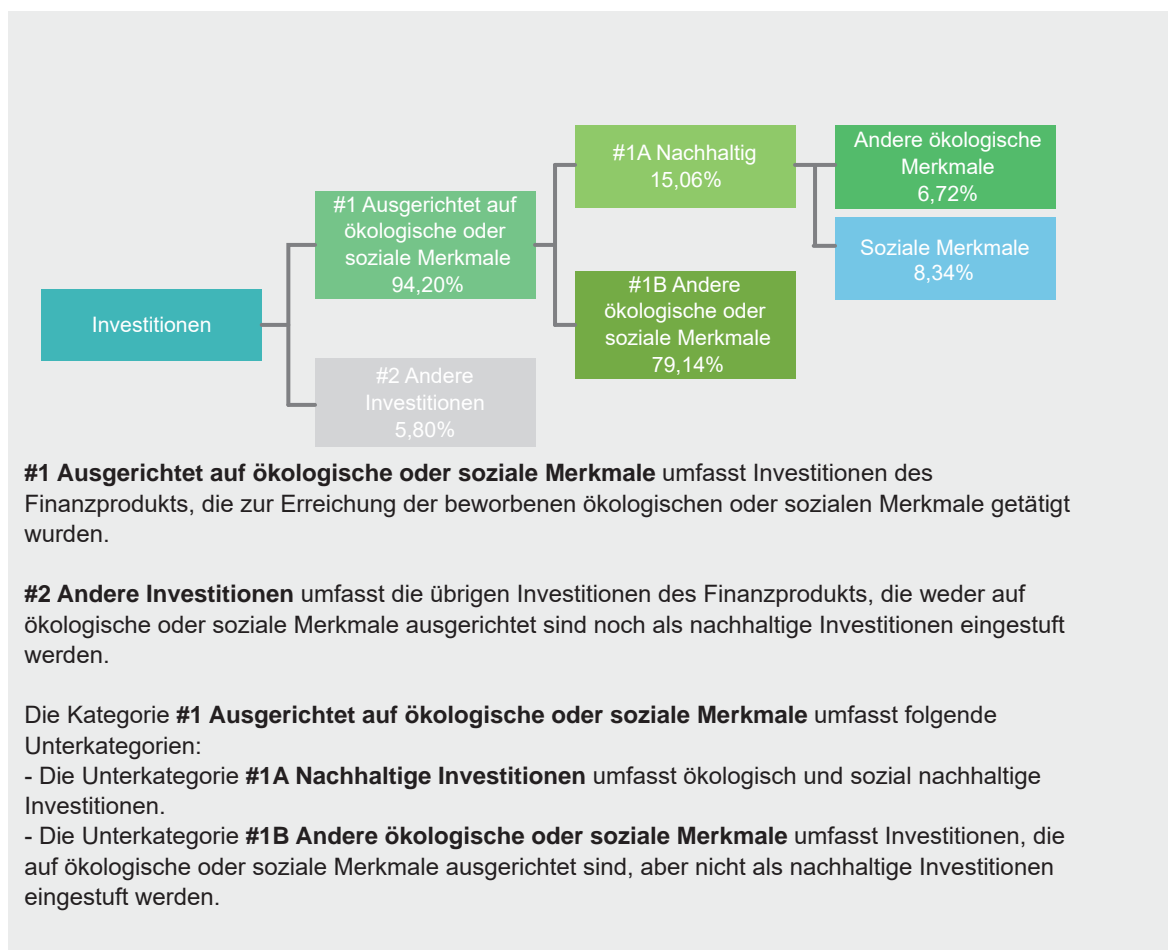 Investitionen
#1 Ausgerichtet auf
ökologische oder
soziale Merkmale
94,20%
#2 Andere
Investitionen
5,80%
#1A Nachhaltig
15,06%
#1B Andere
ökologische oder
soziale Merkmale
79,14%
Andere ökologische
Merkmale
6,72%
Soziale Merkmale
8,34%
#1 Ausgerichtet auf ökologische oder soziale Merkmale umfasst Investitionen des
Finanzprodukts, die zur Erreichung der beworbenen ökologischen oder sozialen Merkmale getätigt
wurden.
#2 Andere Investitionen umfasst die übrigen Investitionen des Finanzprodukts, die weder auf
ökologische oder soziale Merkmale ausgerichtet sind noch als nachhaltige Investitionen eingestuft
werden.
Die Kategorie #1 Ausgerichtet auf ökologische oder soziale Merkmale umfasst folgende
Unterkategorien:
- Die Unterkategorie #1A Nachhaltige Investitionen umfasst ökologisch und sozial nachhaltige
Investitionen.
- Die Unterkategorie #1B Andere ökologische oder soziale Merkmale umfasst Investitionen, die
auf ökologische oder soziale Merkmale ausgerichtet sind, aber nicht als nachhaltige Investitionen
eingestuft werden.